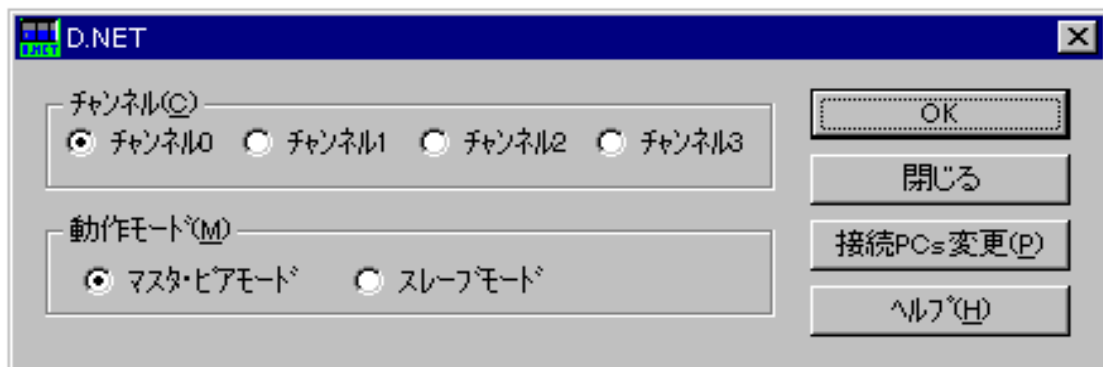 D.NET
D.NET
ﾁｬﾝﾈﾙ(C)
ﾁｬﾝﾈﾙ0 ﾁｬﾝﾈﾙ1 ﾁｬﾝﾈﾙ2 ﾁｬﾝﾈﾙ3
動作ﾓｰﾄﾞ(M)
ﾏｽﾀ･ﾋﾟｱﾓｰﾄﾞ ｽﾚｰﾌﾞﾓｰﾄﾞ
OK
閉じる
接続PCs変更(P)
ﾍﾙﾌﾟ(H)